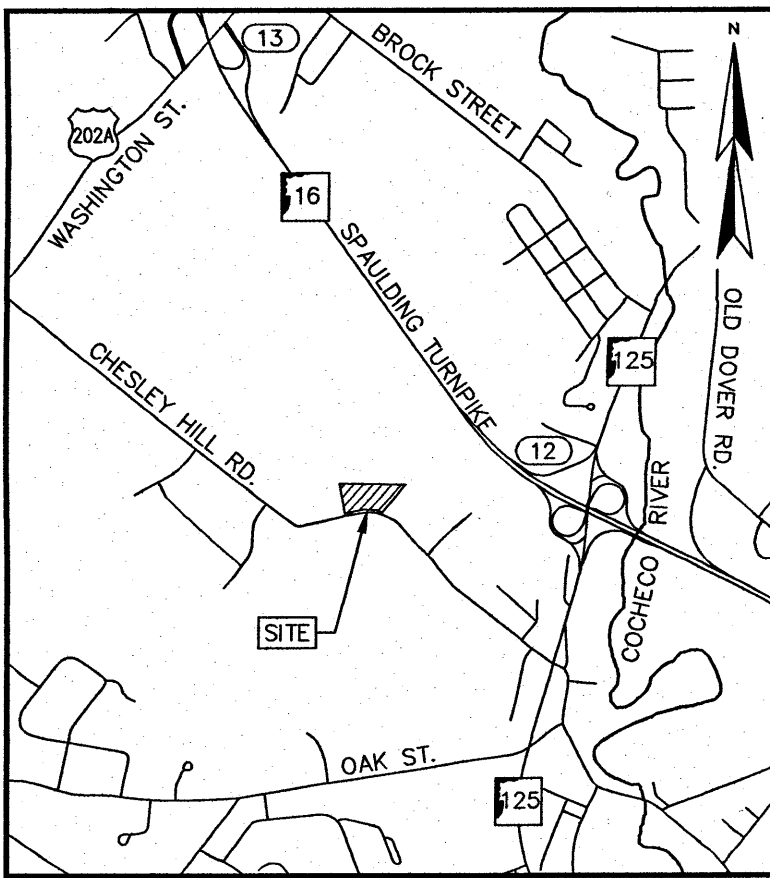 13
BROCK STREET
N
202A
WASHINGTON ST.
16
SPAULDING TURNPIKE
OLD DOVER RD.
125
CHESLEY HILL RD.
12
COCHECO RIVER
SITE
OAK ST.
125